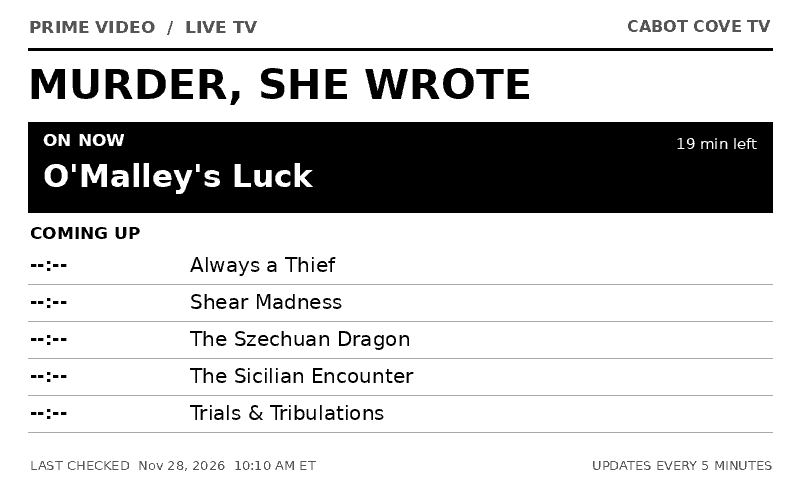 PRIME VIDEO / LIVE TV
CABOT COVE TV
MURDER, SHE WROTE
ON NOW
19 min left
O'Malley's Luck
COMING UP
--:-- Always a Thief
--:-- Shear Madness
--:-- The Szechuan Dragon
--:-- The Sicilian Encounter
--:-- Trials & Tribulations
LAST CHECKED Nov 28, 2026 10:10 AM ET
UPDATES EVERY 5 MINUTES